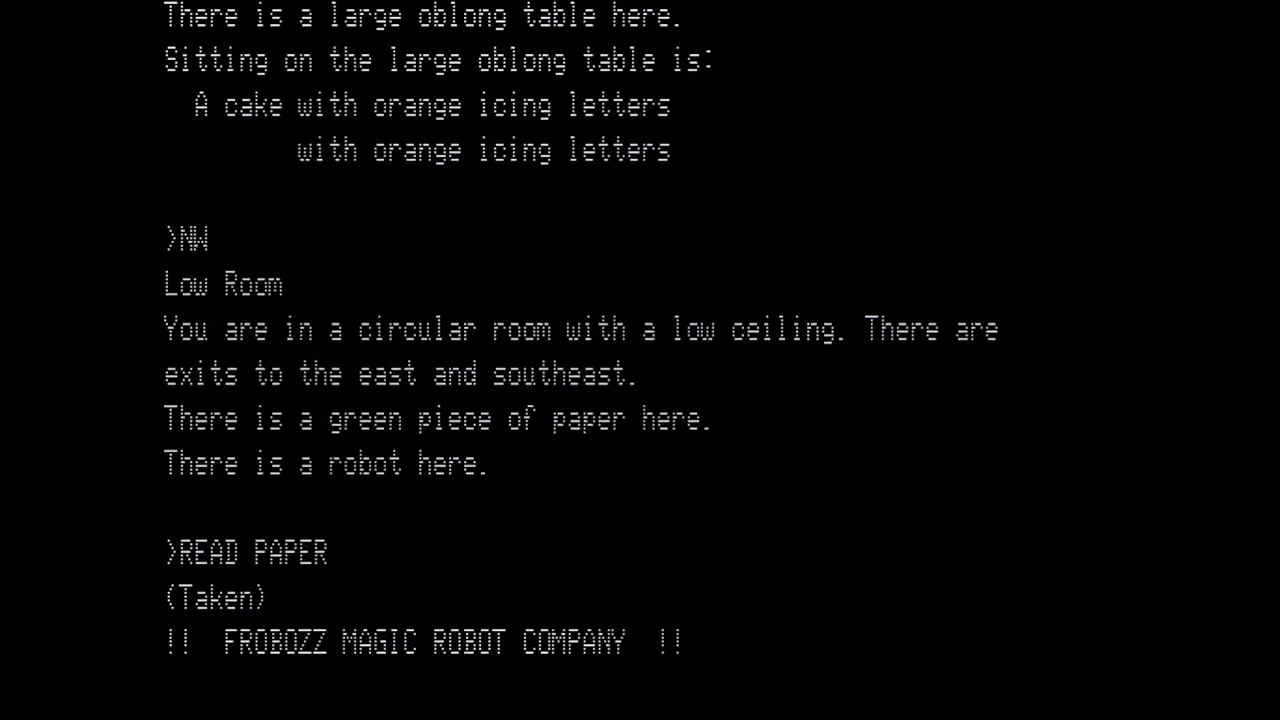 There is a large oblong table here.
Sitting on the large oblong table is:
A cake with orange icing letters
with orange icing letters
>NW
Low Room
You are in a circular room with a low ceiling. There are
exits to the east and southeast.
There is a green piece of paper here.
There is a robot here.
>READ PAPER
(Taken)
!!  FROBOZZ MAGIC ROBOT COMPANY  !!